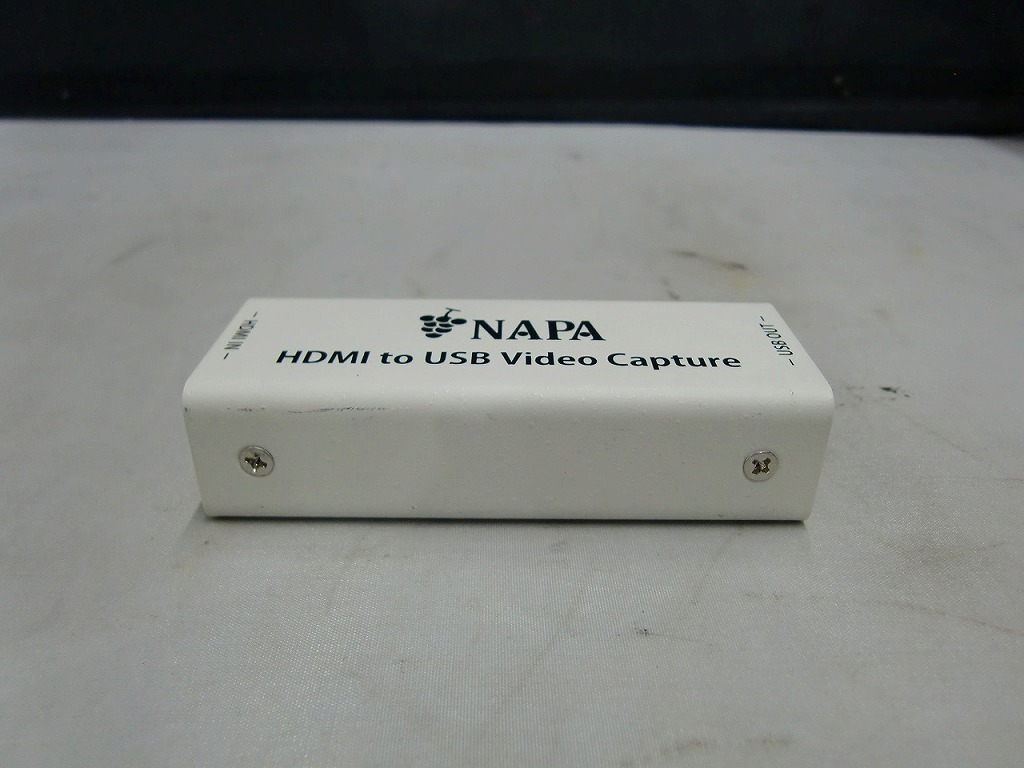 NAPA
HDMI to USB Video Capture
- HDMI IN -
- USB OUT -